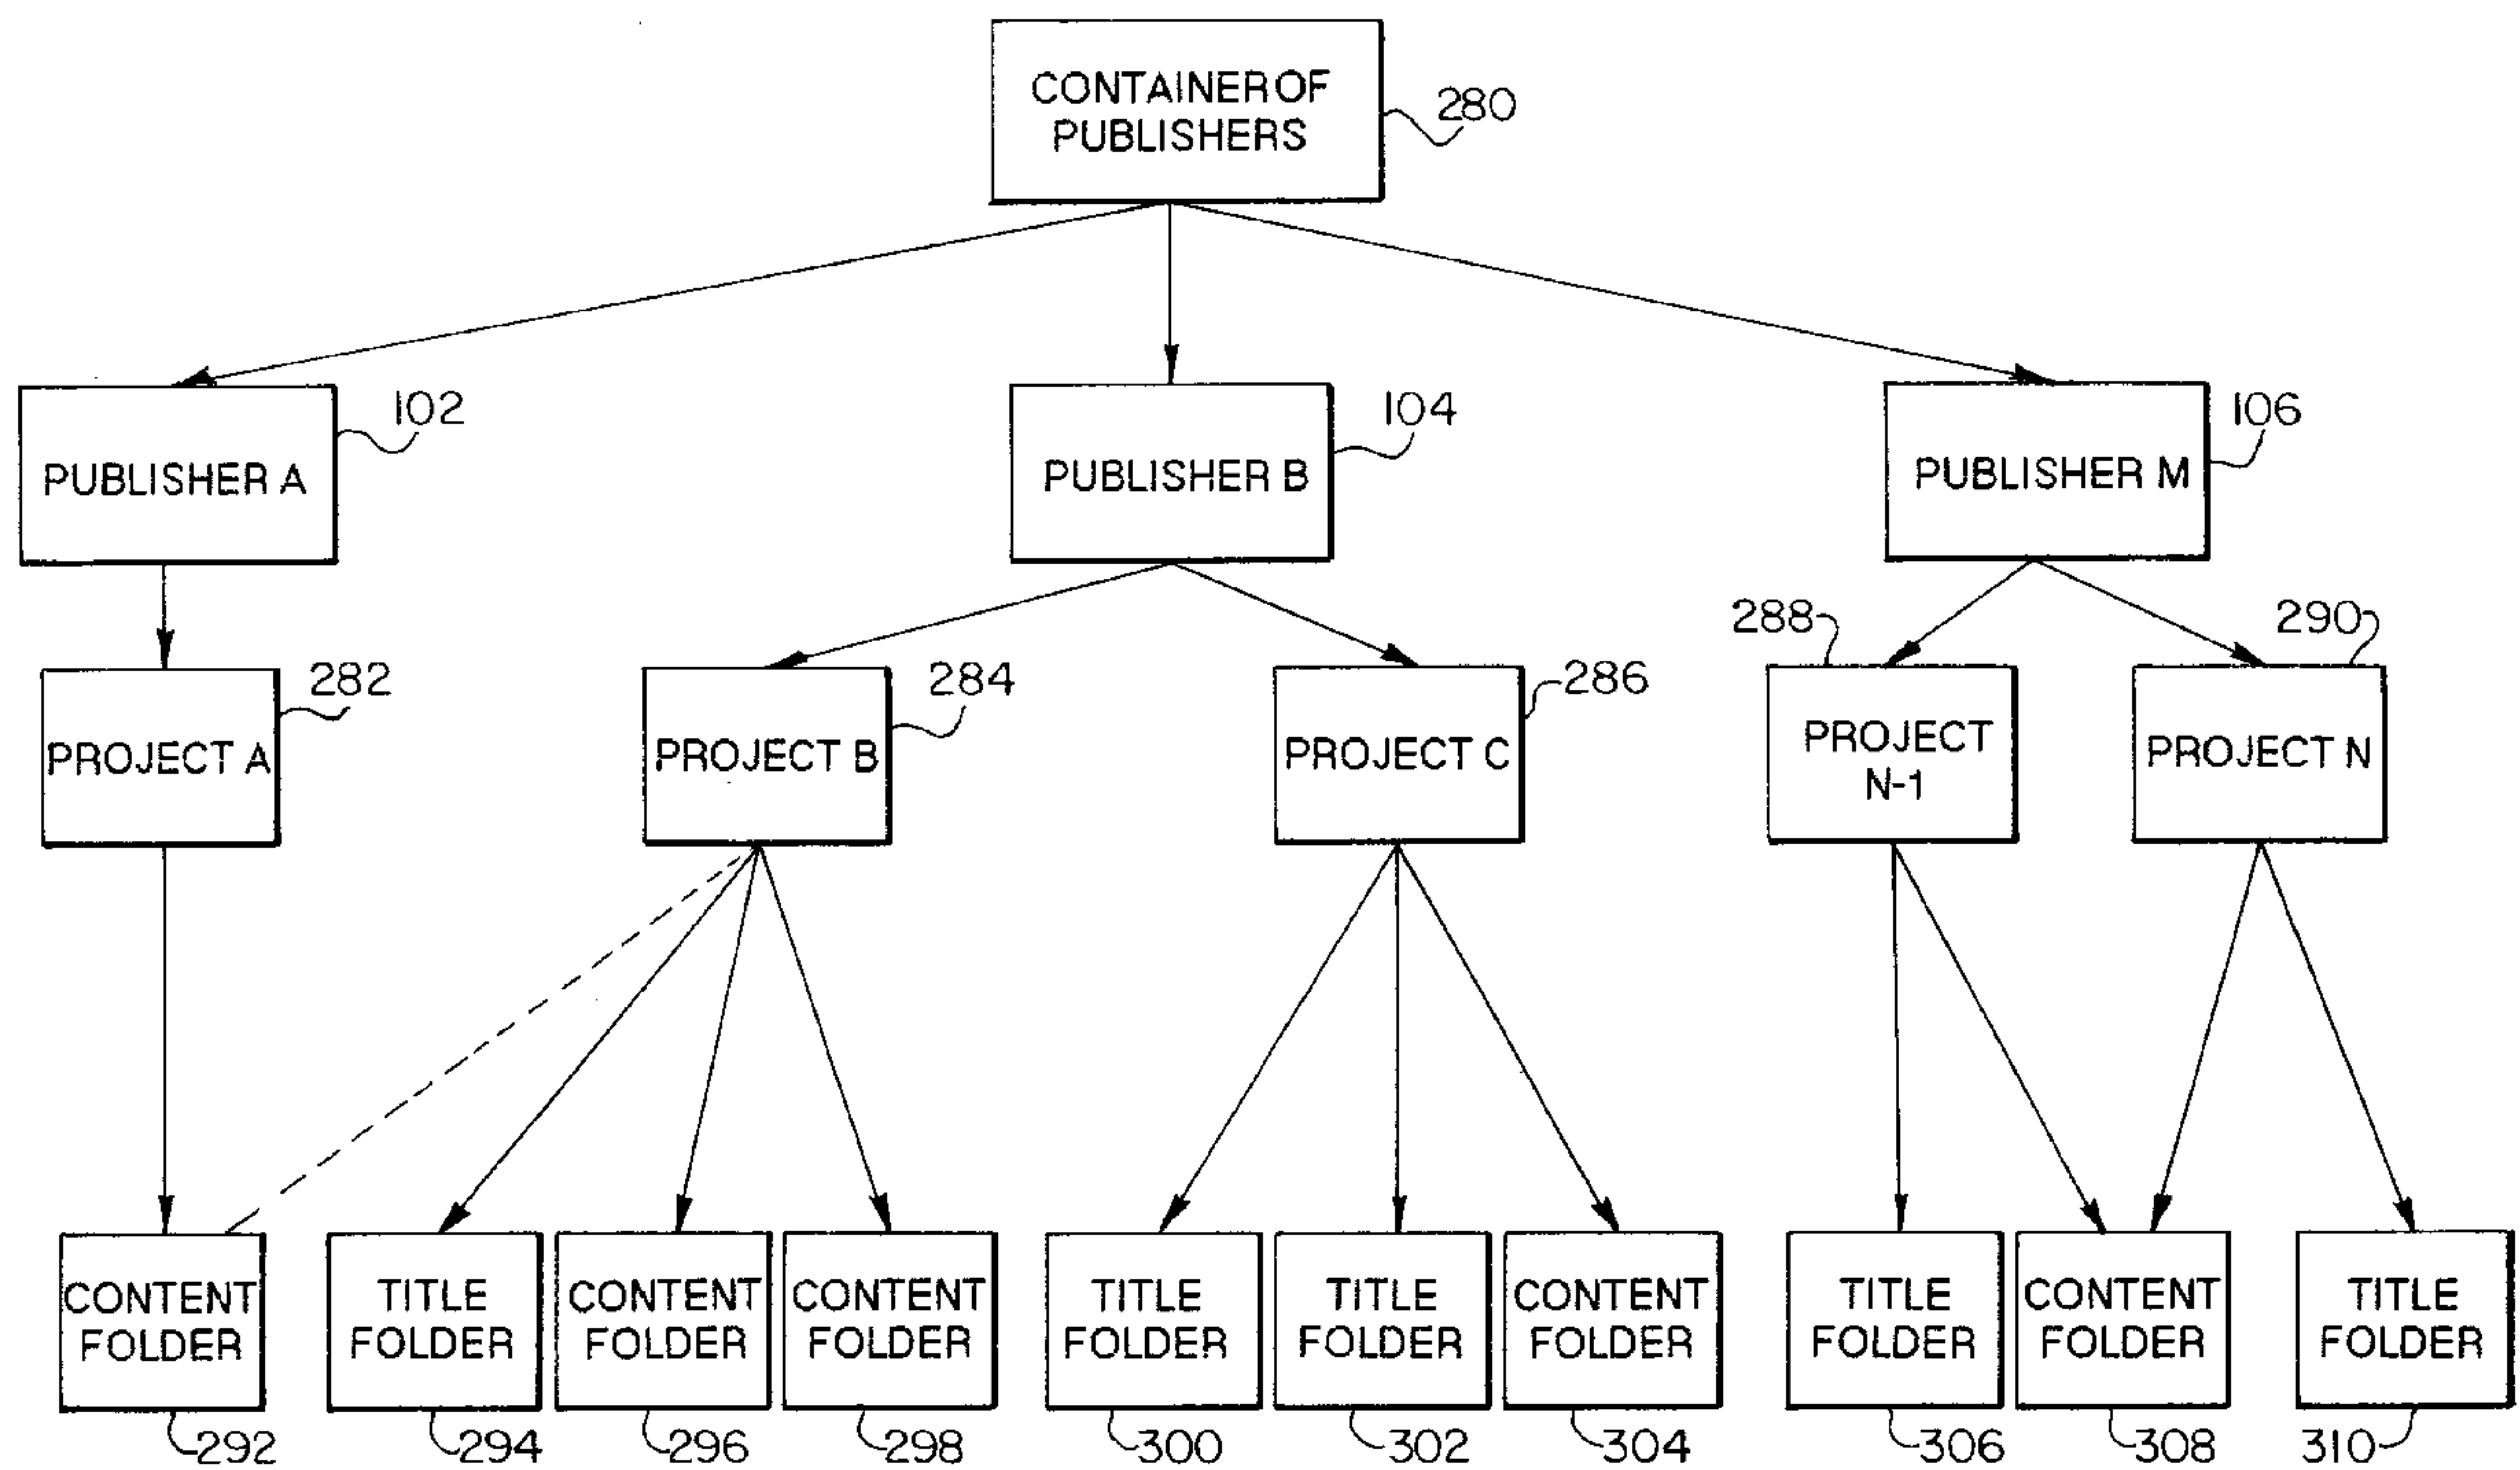 CONTAINER OF
PUBLISHERS
280
102
104
106
PUBLISHER A
PUBLISHER B
PUBLISHER M
288
290
282
284
286
PROJECT A
PROJECT B
PROJECT C
PROJECT
N-1
PROJECT N
CONTENT
FOLDER
TITLE
FOLDER
CONTENT
FOLDER
CONTENT
FOLDER
TITLE
FOLDER
TITLE
FOLDER
CONTENT
FOLDER
TITLE
FOLDER
CONTENT
FOLDER
TITLE
FOLDER
292
294
296
298
300
302
304
306
308
310